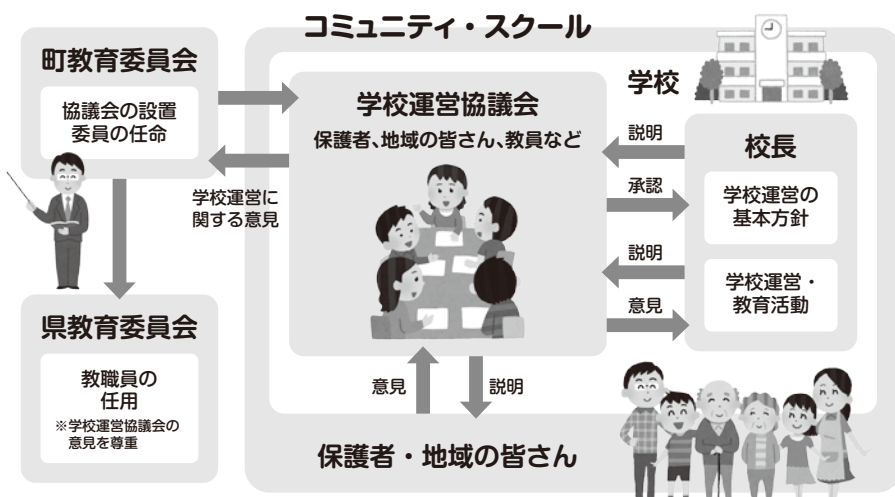 コミュニティ・スクール
町教育委員会
協議会の設置
委員の任命
学校運営協議会
保護者、地域の皆さん、教員など
学校
説明
校長
承認
学校運営の
基本方針
説明
学校運営・
教育活動
意見
学校運営に
関する意見
県教育委員会
教職員の
任用
※学校運営協議会の
意見を尊重
意見
説明
保護者・地域の皆さん